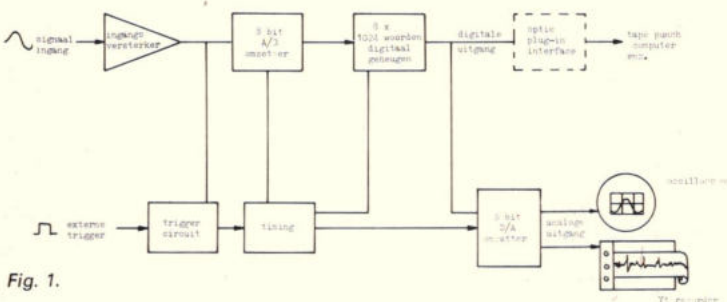 signaal
ingang
ingangs
versterker
8 bit
A/D
omzetter
8 x
1024 woorden
digitaal
geheugen
digitale
uitgang
optie
plug-in
interface
tape punch
computer
enz.
externe
trigger
trigger
circuit
timing
8 bit
D/A
omzetter
analoge
uitgang
recorder
Fig. 1.